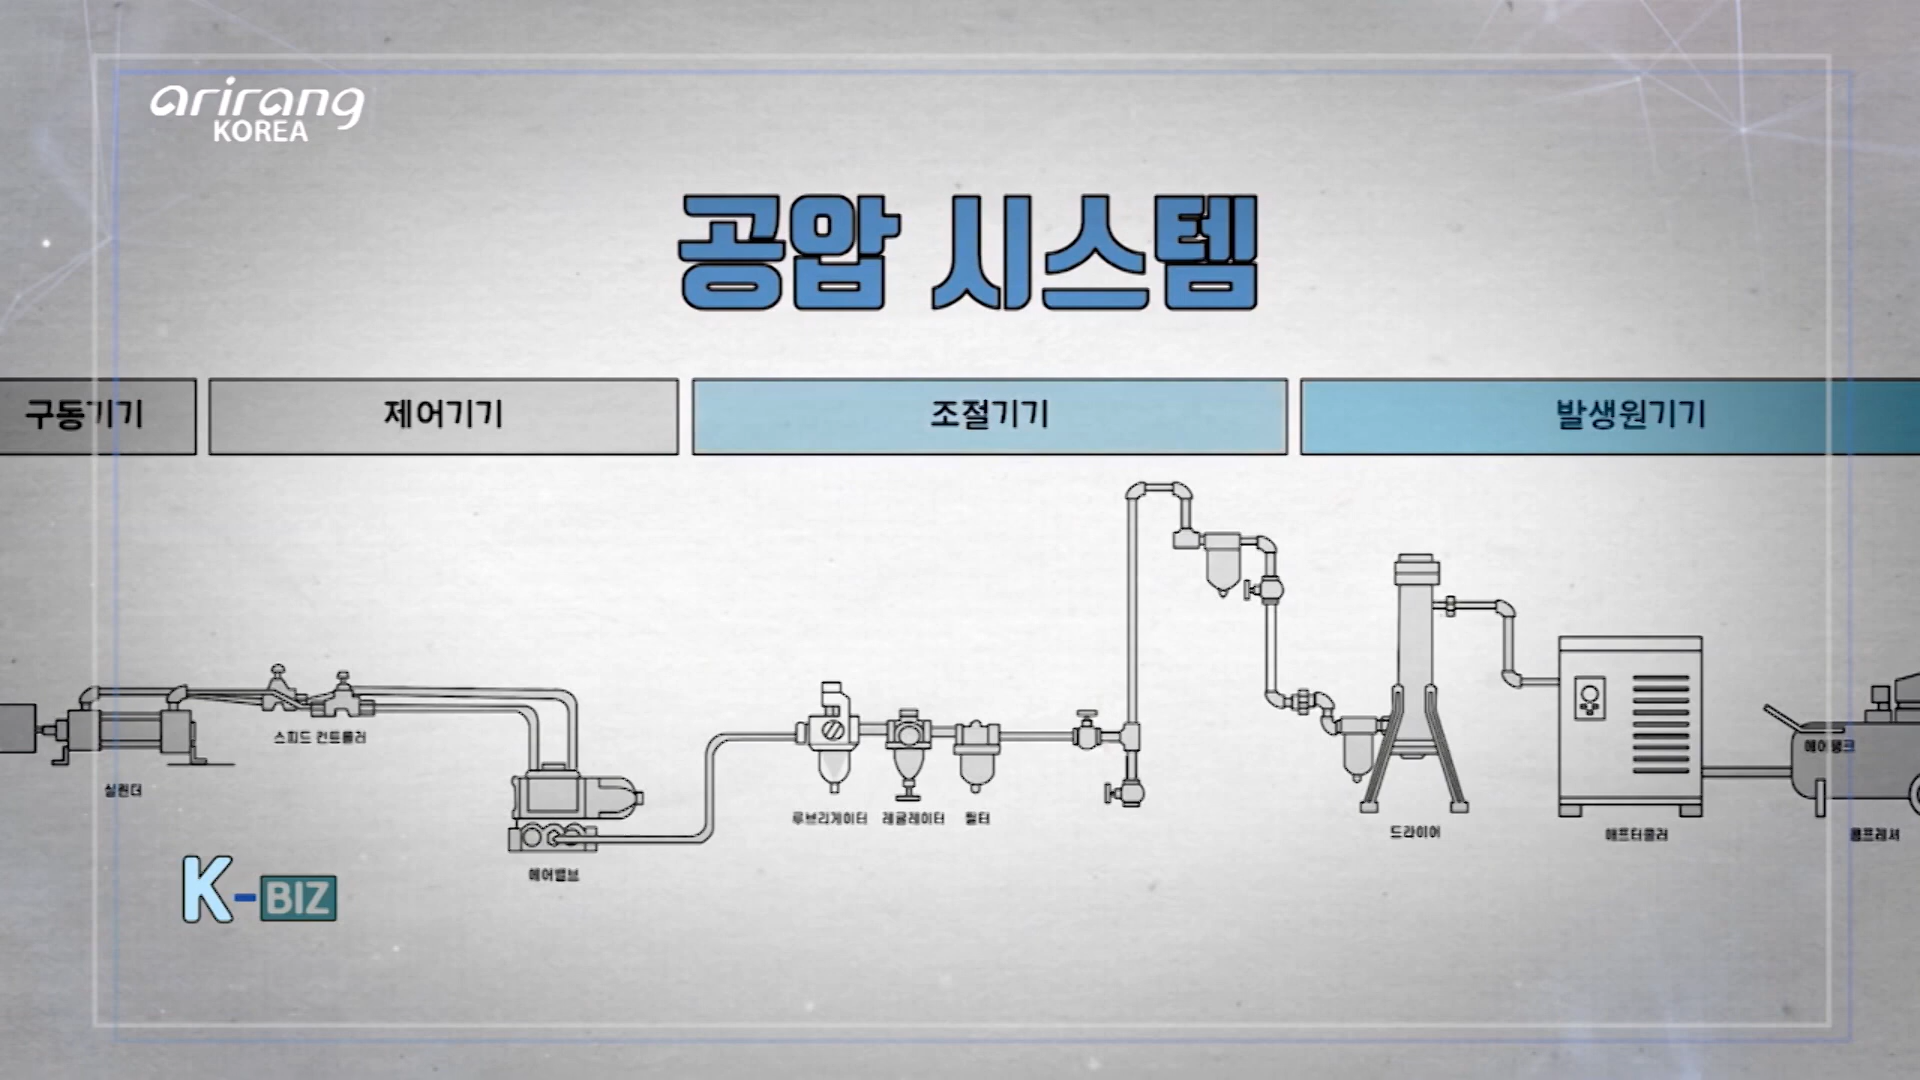 arirang
KOREA
공압 시스템
구동기기
제어기기
조절기기
발생원기기
스피드 컨트롤러
실린더
에어탱크
루브리게이터
레귤레이터
필터
드라이어
애프터쿨러
콤프레셔
에어밸브
K-BIZ